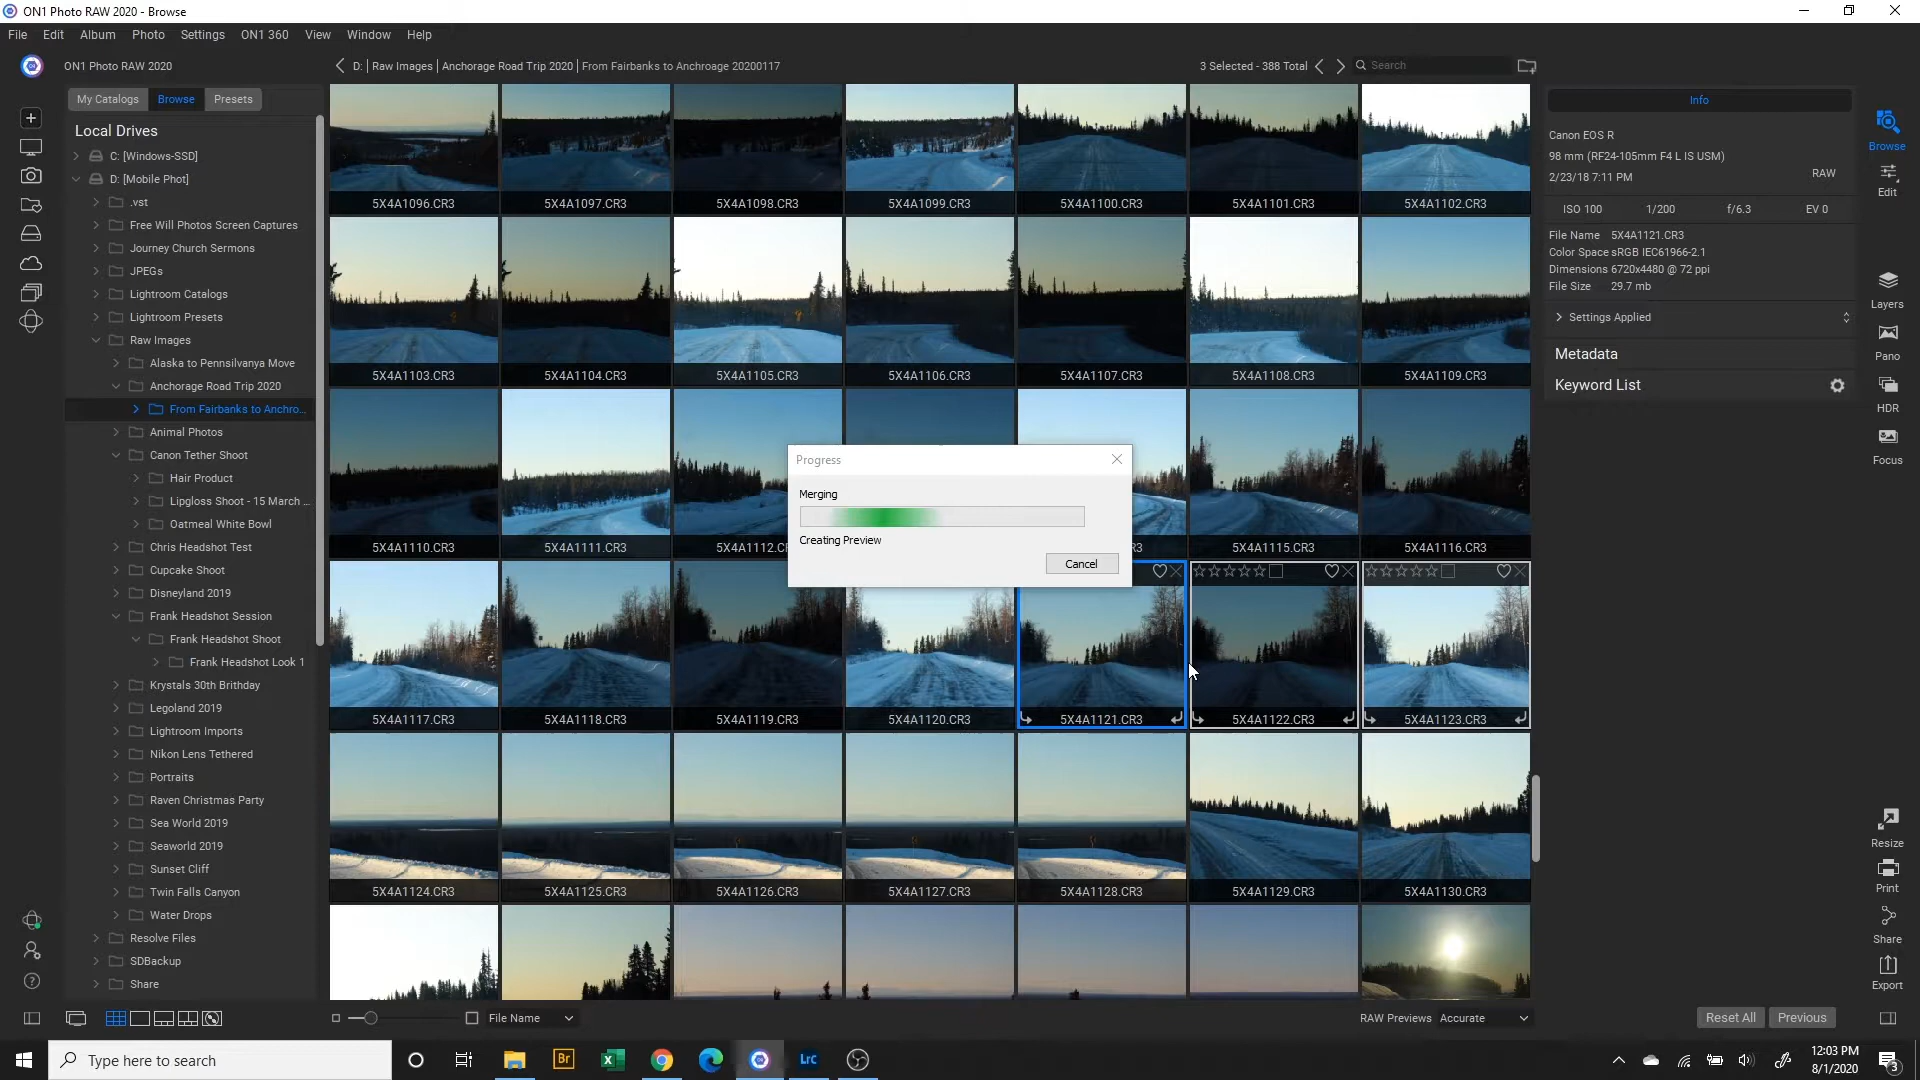 ON1 Photo RAW 2020 - Browse
File Edit Album Photo Settings ON1 360 View Window Help
ON1 Photo RAW 2020
D: | Raw Images | Anchorage Road Trip 2020 | From Fairbanks to Anchroage 20200117
3 Selected - 388 Total
Search
My Catalogs Browse Presets
Local Drives
C: [Windows-SSD]
D: [Mobile Phot]
.vst
Free Will Photos Screen Captures
Journey Church Sermons
JPEGs
Lightroom Catalogs
Lightroom Presets
Raw Images
Alaska to Pennsilvanya Move
Anchorage Road Trip 2020
From Fairbanks to Anchro...
Animal Photos
Canon Tether Shoot
Hair Product
Lipgloss Shoot - 15 March ...
Oatmeal White Bowl
Chris Headshot Test
Cupcake Shoot
Disneyland 2019
Frank Headshot Session
Frank Headshot Shoot
Frank Headshot Look 1
Krystals 30th Brithday
Legoland 2019
Lightroom Imports
Nikon Lens Tethered
Portraits
Raven Christmas Party
Sea World 2019
Seaworld 2019
Sunset Cliff
Twin Falls Canyon
Water Drops
Resolve Files
SDBackup
Share
5X4A1096.CR3 5X4A1097.CR3 5X4A1098.CR3 5X4A1099.CR3 5X4A1100.CR3 5X4A1101.CR3 5X4A1102.CR3
5X4A1103.CR3 5X4A1104.CR3 5X4A1105.CR3 5X4A1106.CR3 5X4A1107.CR3 5X4A1108.CR3 5X4A1109.CR3
5X4A1110.CR3 5X4A1111.CR3 5X4A1112.C R3 5X4A1115.CR3 5X4A1116.CR3
Progress
Merging
Creating Preview
Cancel
5X4A1117.CR3 5X4A1118.CR3 5X4A1119.CR3 5X4A1120.CR3 5X4A1121.CR3 5X4A1122.CR3 5X4A1123.CR3
5X4A1124.CR3 5X4A1125.CR3 5X4A1126.CR3 5X4A1127.CR3 5X4A1128.CR3 5X4A1129.CR3 5X4A1130.CR3
File Name
RAW Previews Accurate
Info
Canon EOS R
98 mm (RF24-105mm F4 L IS USM)
2/23/18 7:11 PM
RAW
ISO 100 1/200 f/6.3 EV 0
File Name 5X4A1121.CR3
Color Space sRGB IEC61966-2.1
Dimensions 6720x4480 @ 72 ppi
File Size 29.7 mb
Settings Applied
Metadata
Keyword List
Reset All Previous
Browse
Edit
Layers
Pano
HDR
Focus
Resize
Print
Share
Export
Type here to search
Br
Lrc
12:03 PM
8/1/2020
3